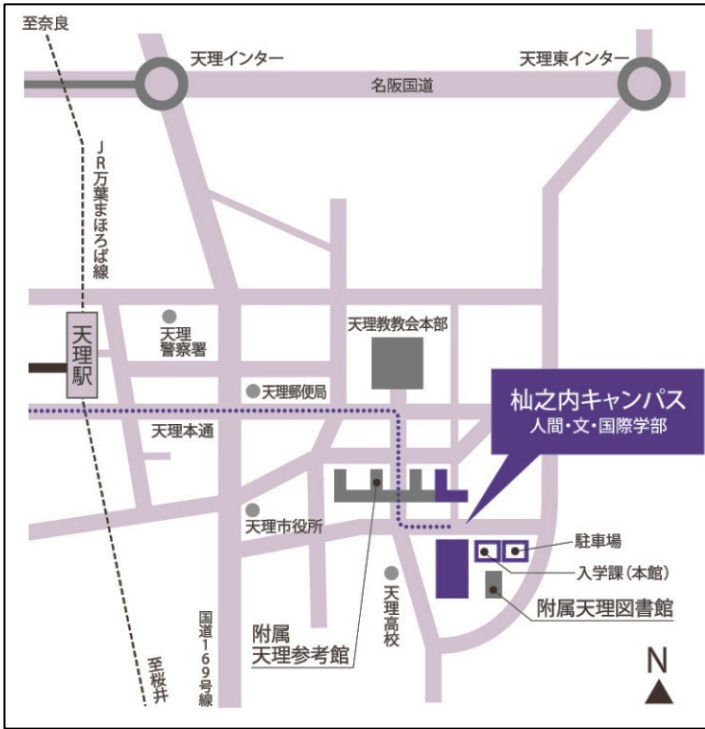 至奈良
天理インター
天理東インター
名阪国道
JR万葉まほろば線
天理駅
天理
警察署
天理教教会本部
天理郵便局
天理本通
杣之内キャンパス
人間・文・国際学部
天理市役所
駐車場
入学課(本館)
附属天理図書館
天理高校
附属
天理参考館
国道169号線
至桜井
N